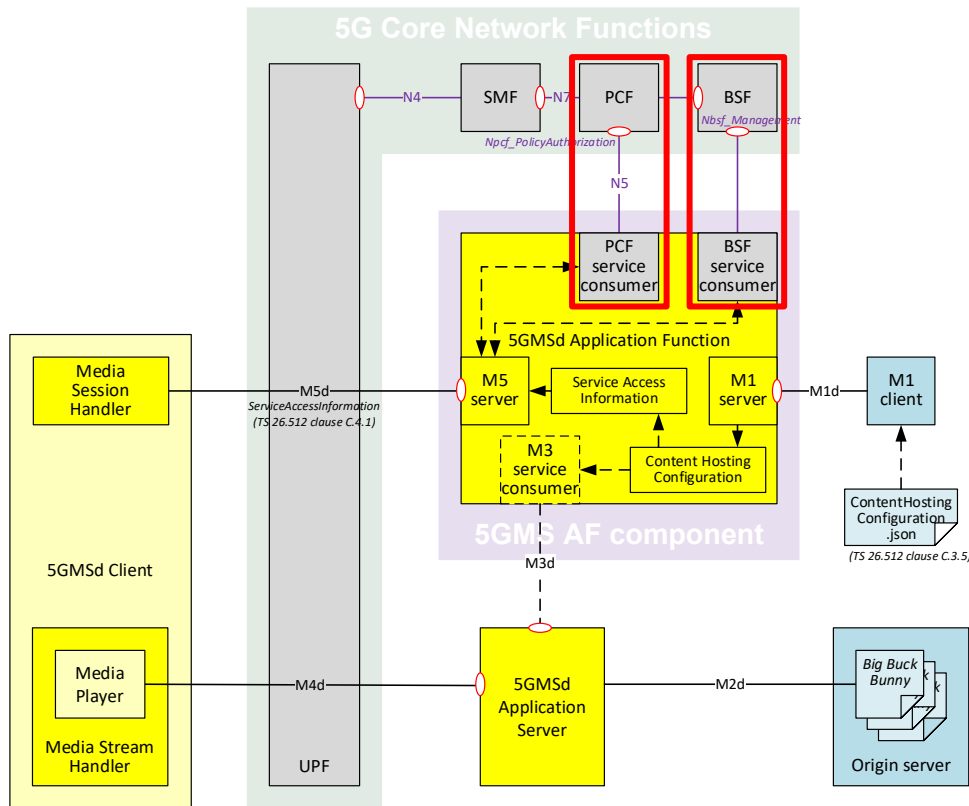 5G Core Network Functions
N4
SMF
N7
PCF
BSF
Nbsf_Management
Npcf_PolicyAuthorization
N5
PCF
service
consumer
BSF
service
consumer
5GMSd Application Function
Media
Session
Handler
M5d
ServiceAccessInformation
(TS 26.512 clause C.4.1)
M5
server
Service Access
Information
M1
server
M1d
M1
client
M3
service
consumer
Content Hosting
Configuration
ContentHosting
Configuration
.json
(TS 26.512 clause C.3.5)
5GMS AF component
M3d
5GMSd Client
Media
Player
Media Stream
Handler
M4d
UPF
5GMSd
Application
Server
M2d
Big Buck
Bunny
Origin server